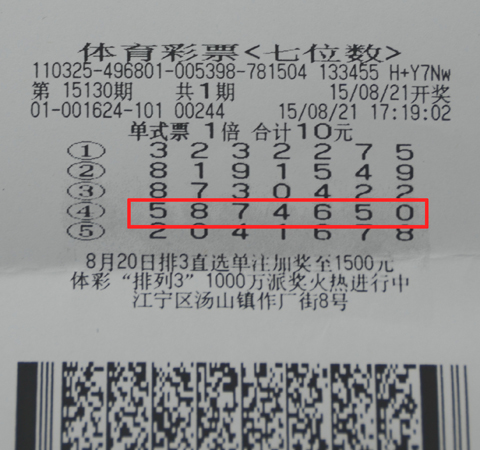 体育彩票<七位数>
110325-496801-005398-781504 133455 H+Y7Nw
第 15130期 共1期 15/08/21开奖
01-001624-101 00244 15/08/21 17:19:02
单式票 1倍 合计10元
① 3 2 3 2 2 7 5
② 8 1 9 1 5 4 9
③ 8 7 3 0 4 2 2
④ 5 8 7 4 6 5 0
⑤ 2 0 4 1 6 7 8
8月20日排3直选单注加奖至1500元
体彩“排列3”1000万派奖火热进行中
江宁区汤山镇作厂街8号